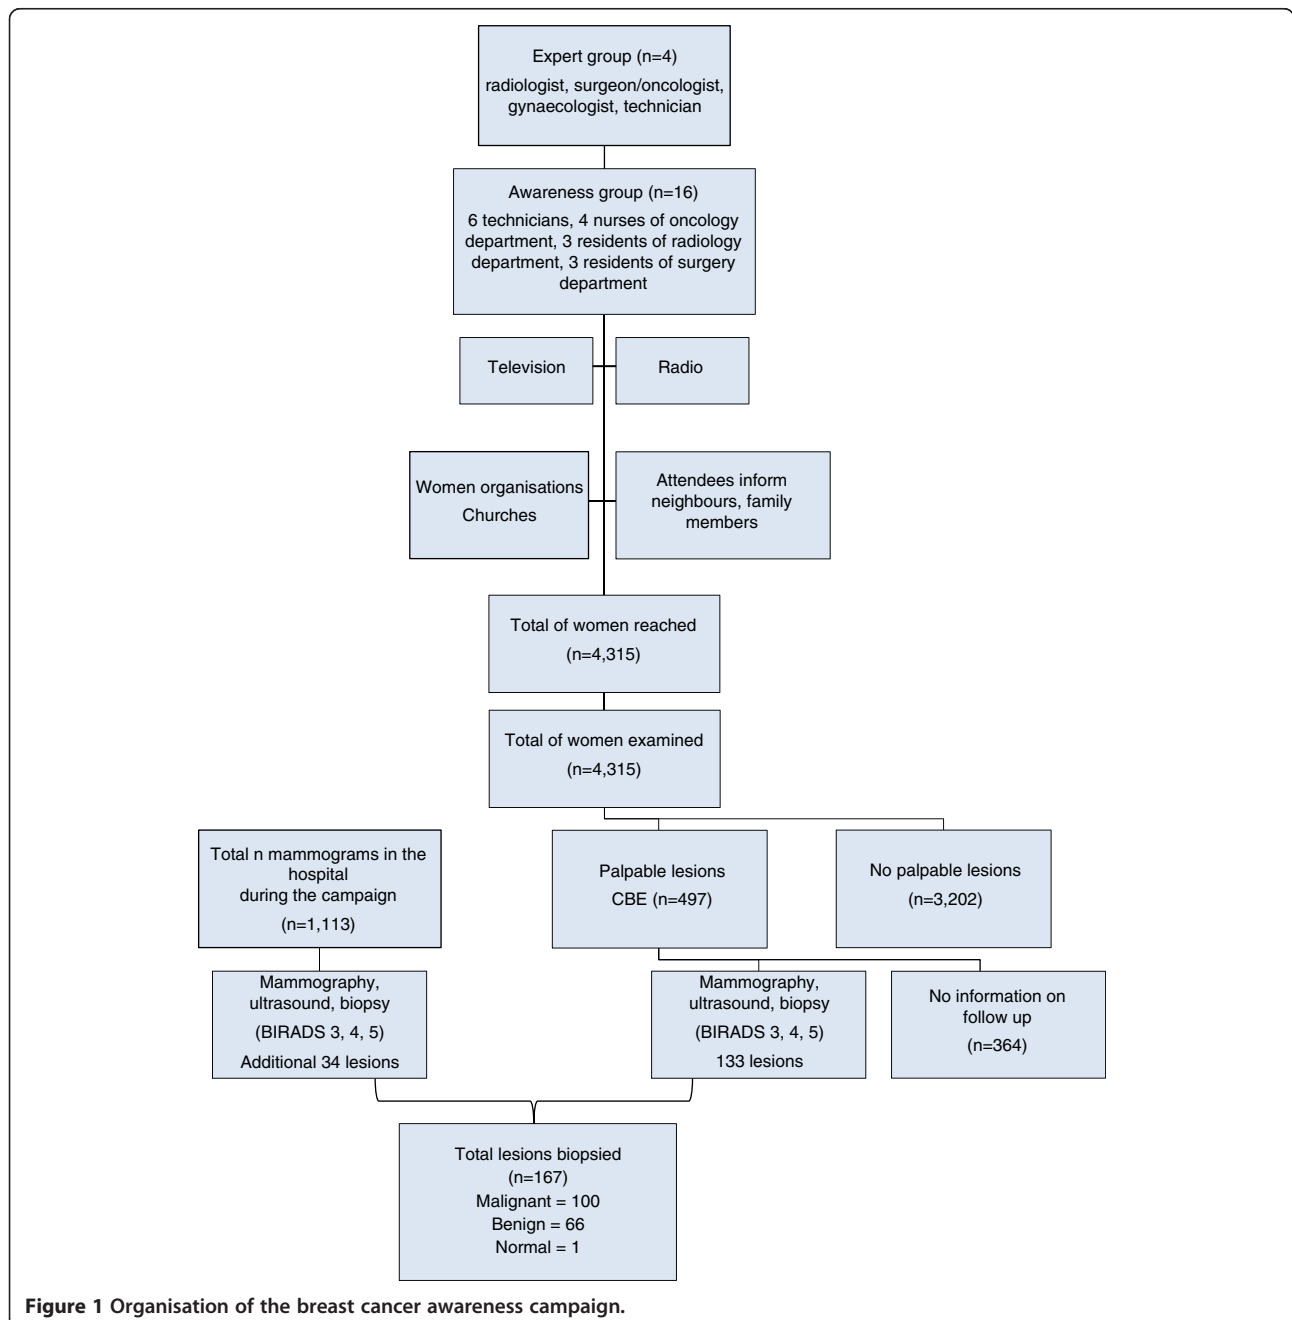 Expert group (n=4)
radiologist, surgeon/oncologist,
gynaecologist, technician
Awareness group (n=16)
6 technicians, 4 nurses of oncology
department, 3 residents of radiology
department, 3 residents of surgery
department
Television
Radio
Women organisations
Churches
Attendees inform
neighbours, family
members
Total of women reached
(n=4,315)
Total of women examined
(n=4,315)
Total n mammograms in the
hospital
during the campaign
(n=1,113)
Palpable lesions
CBE (n=497)
No palpable lesions
(n=3,202)
Mammography,
ultrasound, biopsy
(BIRADS 3, 4, 5)
Additional 34 lesions
Mammography,
ultrasound, biopsy
(BIRADS 3, 4, 5)
133 lesions
No information on
follow up
(n=364)
Total lesions biopsied
(n=167)
Malignant = 100
Benign = 66
Normal = 1
Figure 1 Organisation of the breast cancer awareness campaign.